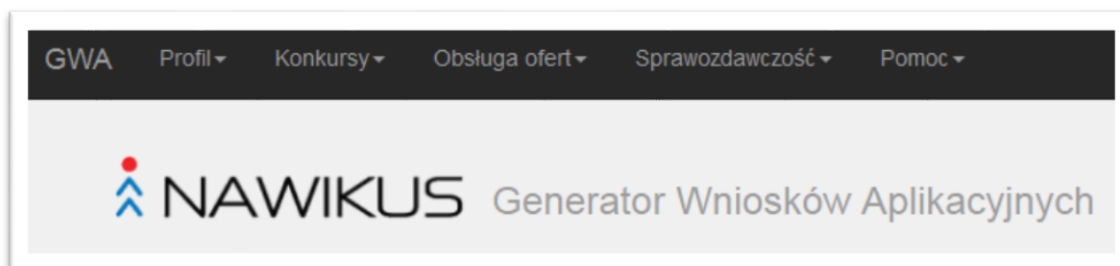 GWA Profil Konkursy Obsługa ofert Sprawozdawczość Pomoc
NAWIKUS Generator Wniosków Aplikacyjnych